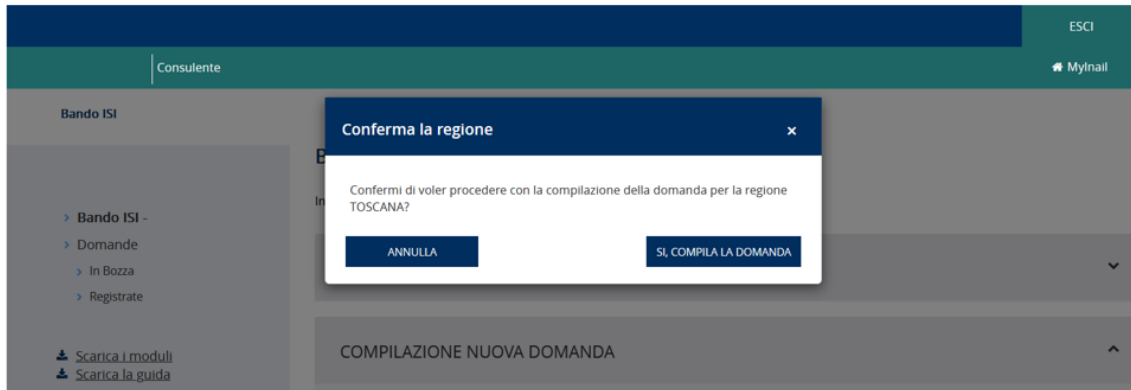 ESCI
Consulente
MyInail
Bando ISI
Conferma la regione
×
B
Confermi di voler procedere con la compilazione della domanda per la regione
TOSCANA?
In
Bando ISI -
Domande
In Bozza
Registrate
ANNULLA
SI, COMPILA LA DOMANDA
COMPILAZIONE NUOVA DOMANDA
Scarica i moduli
Scarica la guida